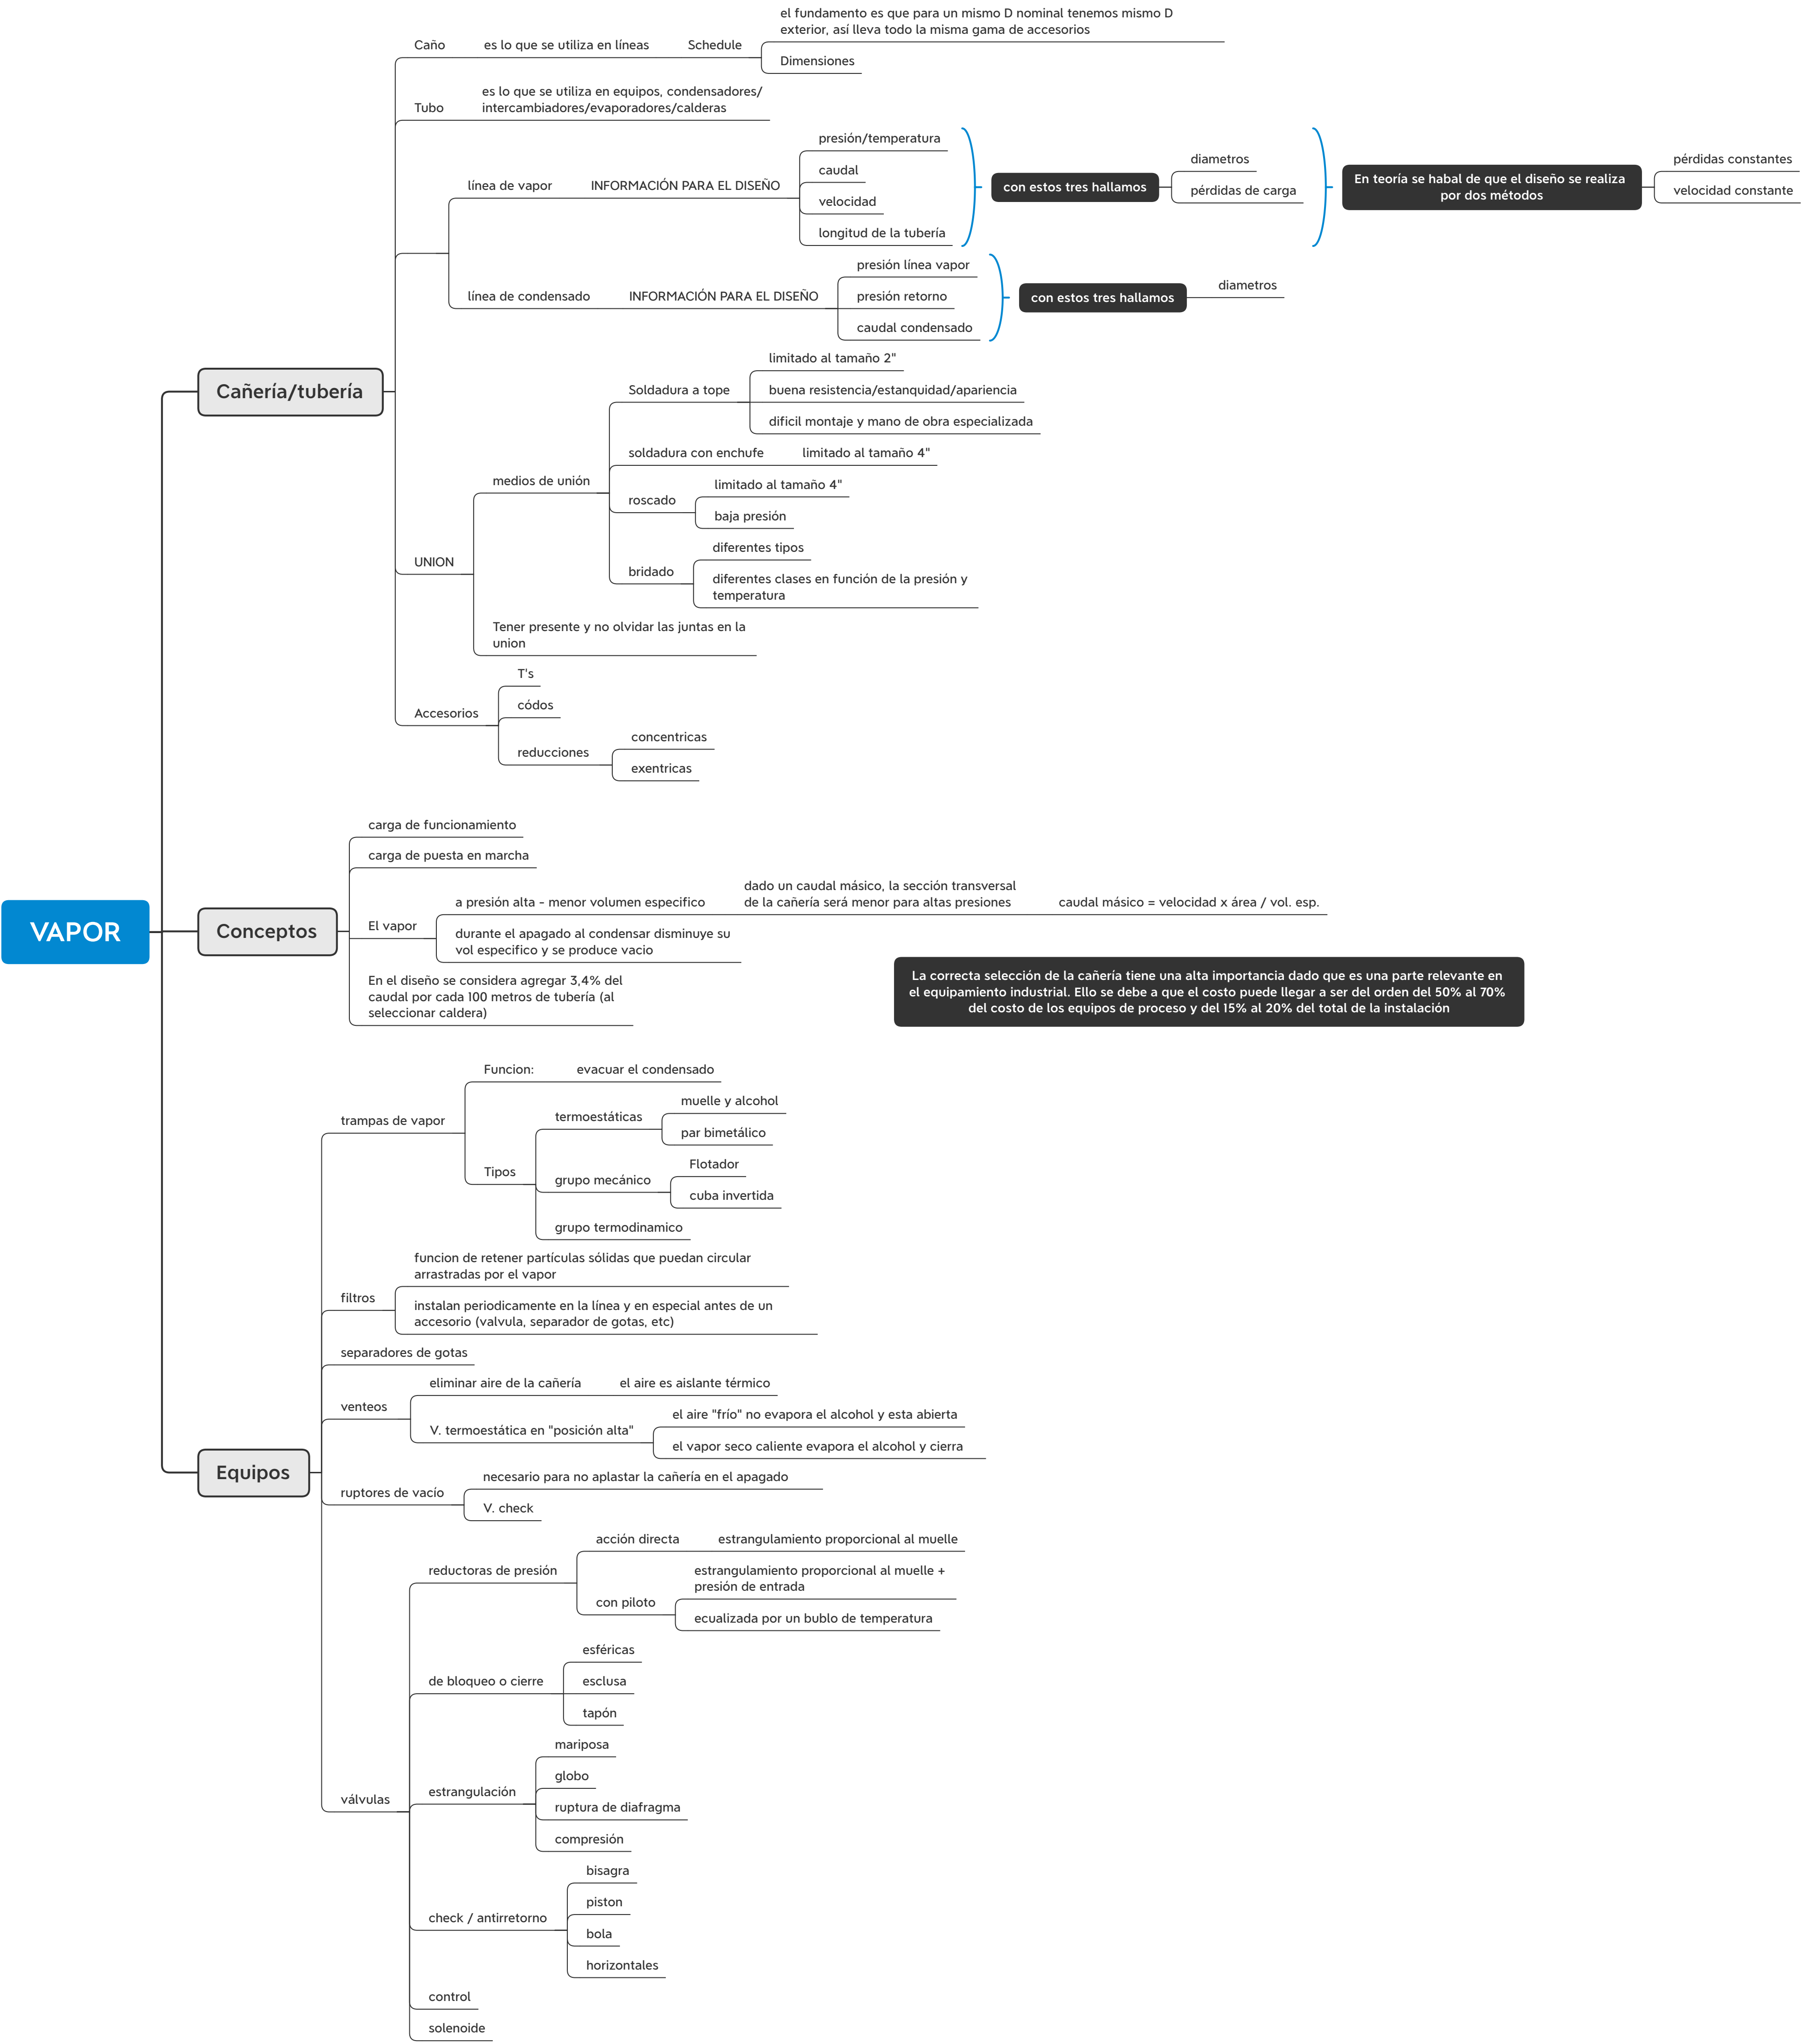 VAPOR
Cañería/tubería
Caño
es lo que se utiliza en líneas
Schedule
el fundamento es que para un mismo D nominal tenemos mismo D
exterior, así lleva todo la misma gama de accesorios
Dimensiones
Tubo
es lo que se utiliza en equipos, condensadores/
intercambiadores/evaporadores/calderas
línea de vapor
INFORMACIÓN PARA EL DISEÑO
presión/temperatura
caudal
velocidad
longitud de la tubería
con estos tres hallamos
diametros
pérdidas de carga
En teoría se habal de que el diseño se realiza
por dos métodos
pérdidas constantes
velocidad constante
línea de condensado
INFORMACIÓN PARA EL DISEÑO
presión línea vapor
presión retorno
caudal condensado
con estos tres hallamos
diametros
UNION
medios de unión
Soldadura a tope
limitado al tamaño 2"
buena resistencia/estanquidad/apariencia
dificil montaje y mano de obra especializada
soldadura con enchufe
limitado al tamaño 4"
roscado
limitado al tamaño 4"
baja presión
bridado
diferentes tipos
diferentes clases en función de la presión y
temperatura
Tener presente y no olvidar las juntas en la
union
Accesorios
T's
códos
reducciones
concentricas
exentricas
Conceptos
carga de funcionamiento
carga de puesta en marcha
El vapor
a presión alta - menor volumen especifico
dado un caudal másico, la sección transversal
de la cañería será menor para altas presiones
caudal másico = velocidad x área / vol. esp.
durante el apagado al condensar disminuye su
vol especifico y se produce vacio
En el diseño se considera agregar 3,4% del
caudal por cada 100 metros de tubería (al
seleccionar caldera)
La correcta selección de la cañería tiene una alta importancia dado que es una parte relevante en
el equipamiento industrial. Ello se debe a que el costo puede llegar a ser del orden del 50% al 70%
del costo de los equipos de proceso y del 15% al 20% del total de la instalación
Equipos
trampas de vapor
Funcion:
evacuar el condensado
Tipos
termoestáticas
muelle y alcohol
par bimetálico
grupo mecánico
Flotador
cuba invertida
grupo termodinamico
filtros
funcion de retener partículas sólidas que puedan circular
arrastradas por el vapor
instalan periodicamente en la línea y en especial antes de un
accesorio (valvula, separador de gotas, etc)
separadores de gotas
venteos
eliminar aire de la cañería
el aire es aislante térmico
V. termoestática en "posición alta"
el aire "frío" no evapora el alcohol y esta abierta
el vapor seco caliente evapora el alcohol y cierra
ruptores de vacío
necesario para no aplastar la cañería en el apagado
V. check
válvulas
reductoras de presión
acción directa
estrangulamiento proporcional al muelle
con piloto
estrangulamiento proporcional al muelle +
presión de entrada
ecualizada por un bublo de temperatura
de bloqueo o cierre
esféricas
esclusa
tapón
estrangulación
mariposa
globo
ruptura de diafragma
compresión
check / antirretorno
bisagra
piston
bola
horizontales
control
solenoide